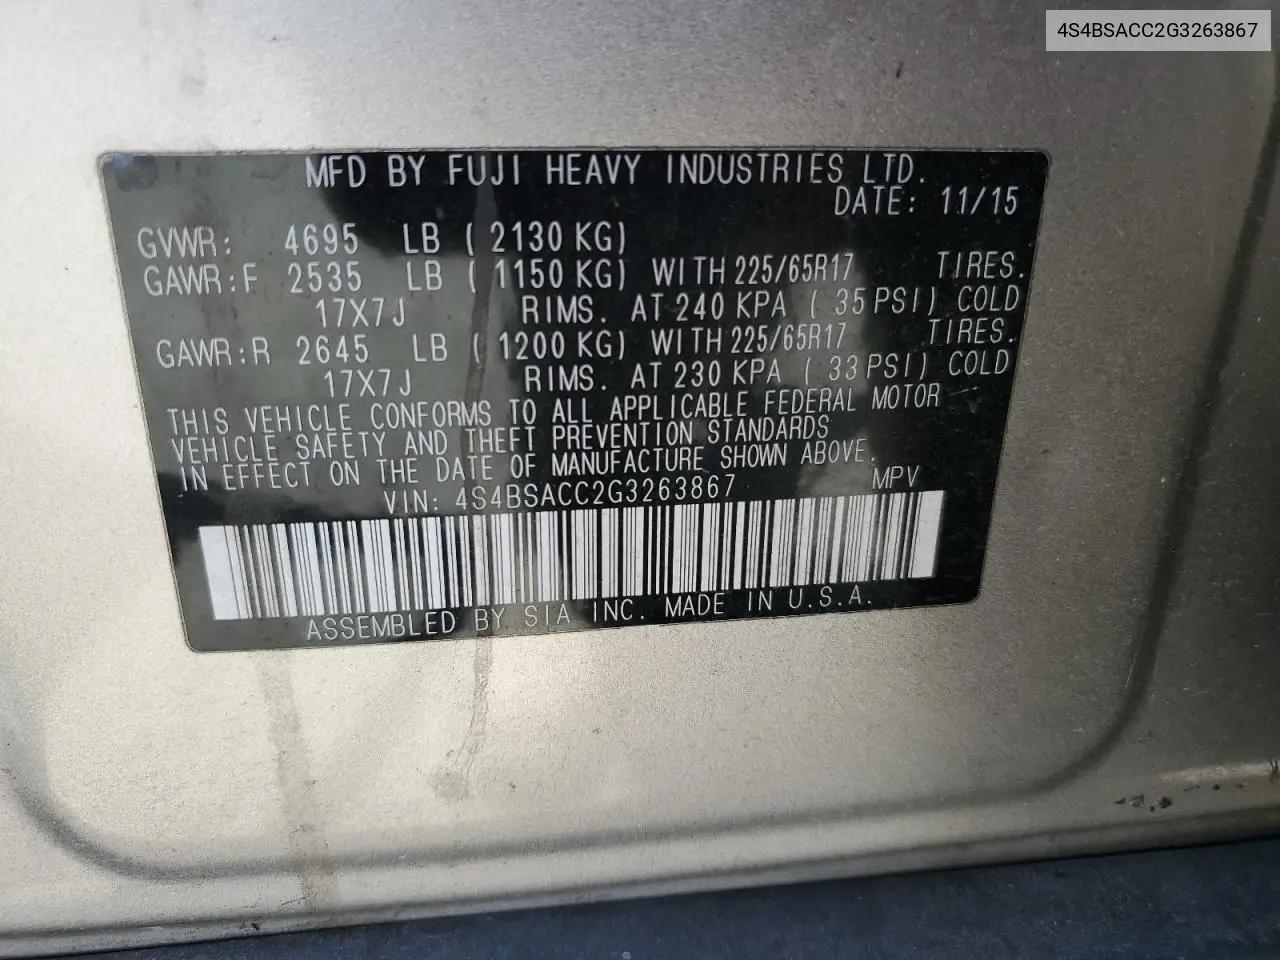 4S4BSACC2G3263867
MFD BY FUJI HEAVY INDUSTRIES LTD.
DATE: 11/15
GVWR: 4695 LB ( 2130 KG)
GAWR:F 2535 LB ( 1150 KG) WITH 225/65R17 TIRES.
17X7J RIMS. AT 240 KPA ( 35 PSI) COLD
GAWR:R 2645 LB ( 1200 KG) WITH 225/65R17 TIRES.
17X7J RIMS. AT 230 KPA ( 33 PSI) COLD
THIS VEHICLE CONFORMS TO ALL APPLICABLE FEDERAL MOTOR
VEHICLE SAFETY AND THEFT PREVENTION STANDARDS
IN EFFECT ON THE DATE OF MANUFACTURE SHOWN ABOVE.
VIN: 4S4BSACC2G3263867 MPV
ASSEMBLED BY SIA INC. MADE IN U.S.A.